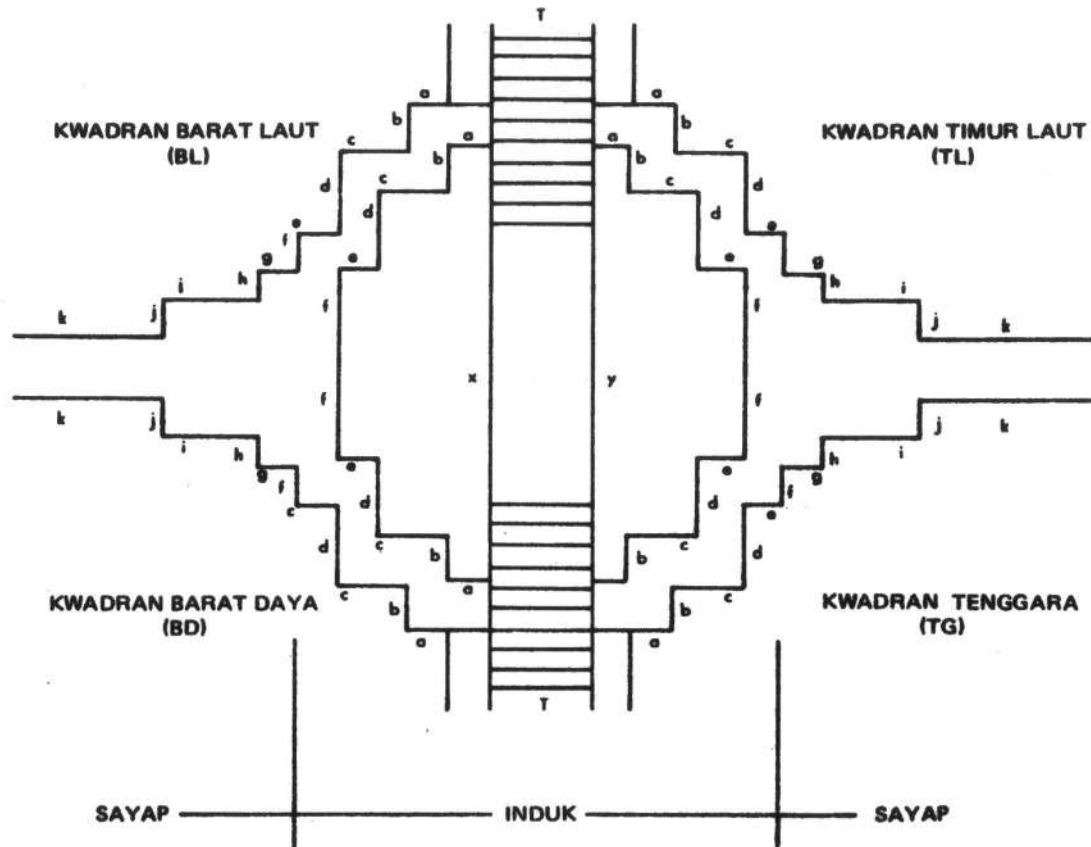 T
a a
b b
KWADRAN BARAT LAUT c a a c KWADRAN TIMUR LAUT
(BL) b b (TL)
d c c d
d d
e e
f
g e e g
i h h i
f f
k j j k
x y
f f
k j j k
i h h i
g e e g
f f
c d d e
d c b b c d
c a c
KWADRAN BARAT DAYA b b KWADRAN TENGGARA
(BD) (TG)
a a
T
SAYAP INDUK SAYAP